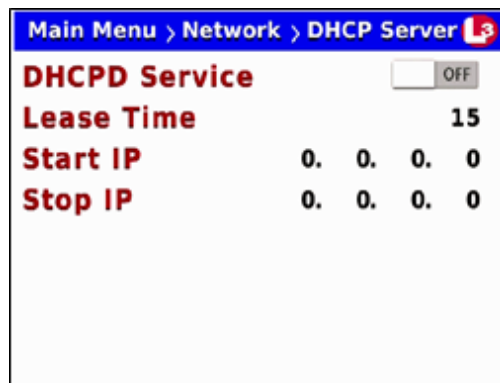 Main Menu > Network > DHCP Server L3
DHCPD Service OFF
Lease Time 15
Start IP 0. 0. 0. 0
Stop IP 0. 0. 0. 0